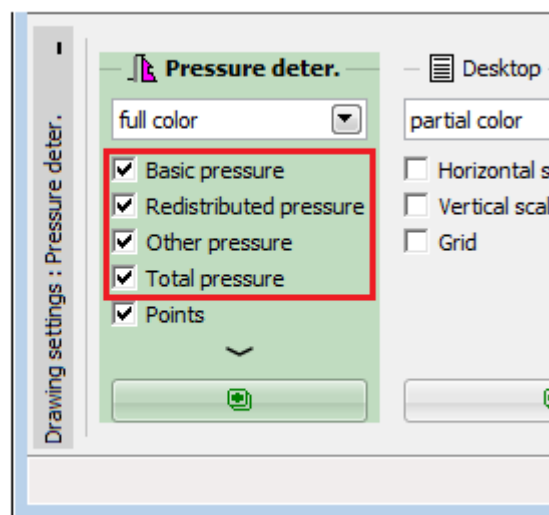 Drawing settings : Pressure deter.
Pressure deter.
full color
Basic pressure
Redistributed pressure
Other pressure
Total pressure
Points
Desktop
partial color
Horizontal
Vertical
Grid